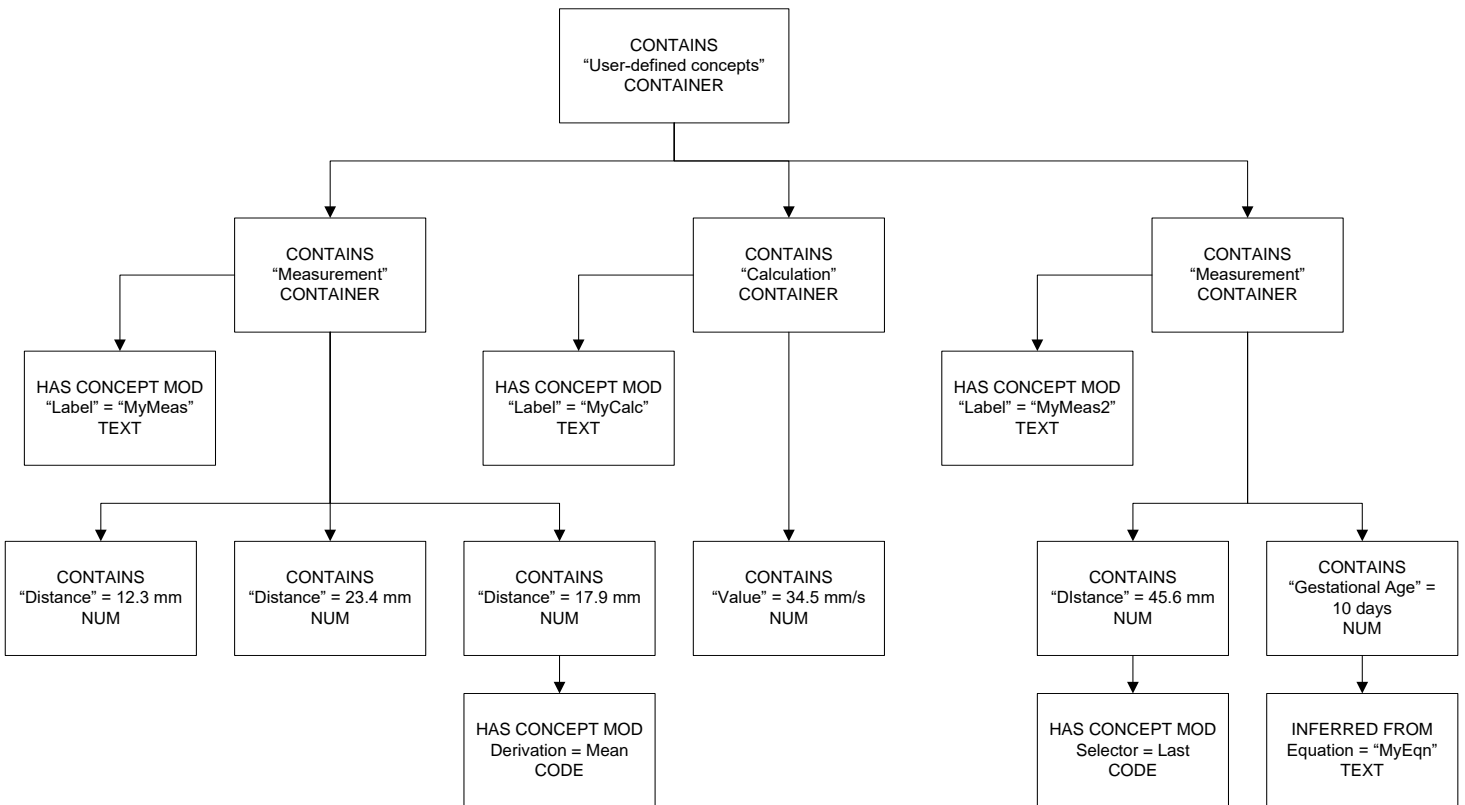 CONTAINS
“User-defined concepts”
CONTAINER
CONTAINS
“Measurement”
CONTAINER
CONTAINS
“Calculation”
CONTAINER
CONTAINS
“Measurement”
CONTAINER
HAS CONCEPT MOD
“Label” = “MyMeas”
TEXT
HAS CONCEPT MOD
“Label” = “MyCalc”
TEXT
HAS CONCEPT MOD
“Label” = “MyMeas2”
TEXT
CONTAINS
“Distance” = 12.3 mm
NUM
CONTAINS
“Distance” = 23.4 mm
NUM
CONTAINS
“Distance” = 17.9 mm
NUM
CONTAINS
“Value” = 34.5 mm/s
NUM
CONTAINS
“DIstance” = 45.6 mm
NUM
CONTAINS
“Gestational Age” =
10 days
NUM
HAS CONCEPT MOD
Derivation = Mean
CODE
HAS CONCEPT MOD
Selector = Last
CODE
INFERRED FROM
Equation = “MyEqn”
TEXT